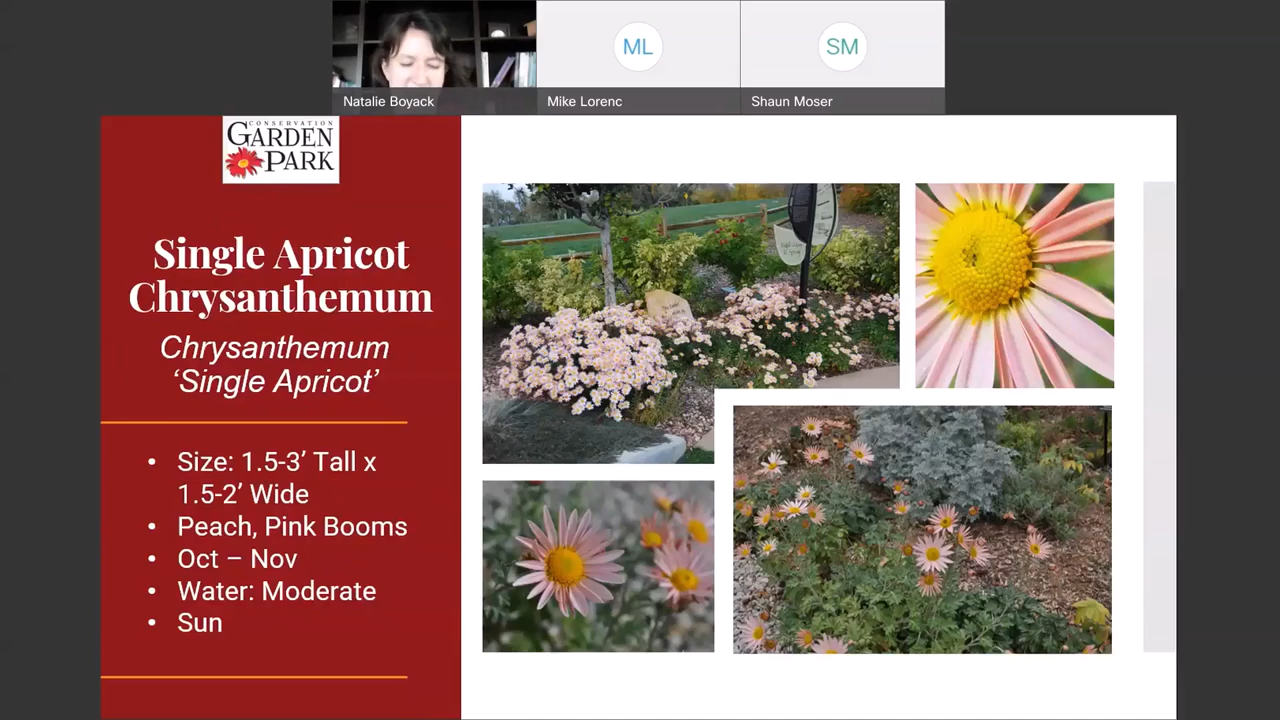 ML
SM
Natalie Boyack
Mike Lorenc
Shaun Moser
CONSERVATION
GARDEN
PARK
Single Apricot
Chrysanthemum
Chrysanthemum
‘Single Apricot’
• Size: 1.5-3’ Tall x
1.5-2’ Wide
• Peach, Pink Booms
• Oct – Nov
• Water: Moderate
• Sun